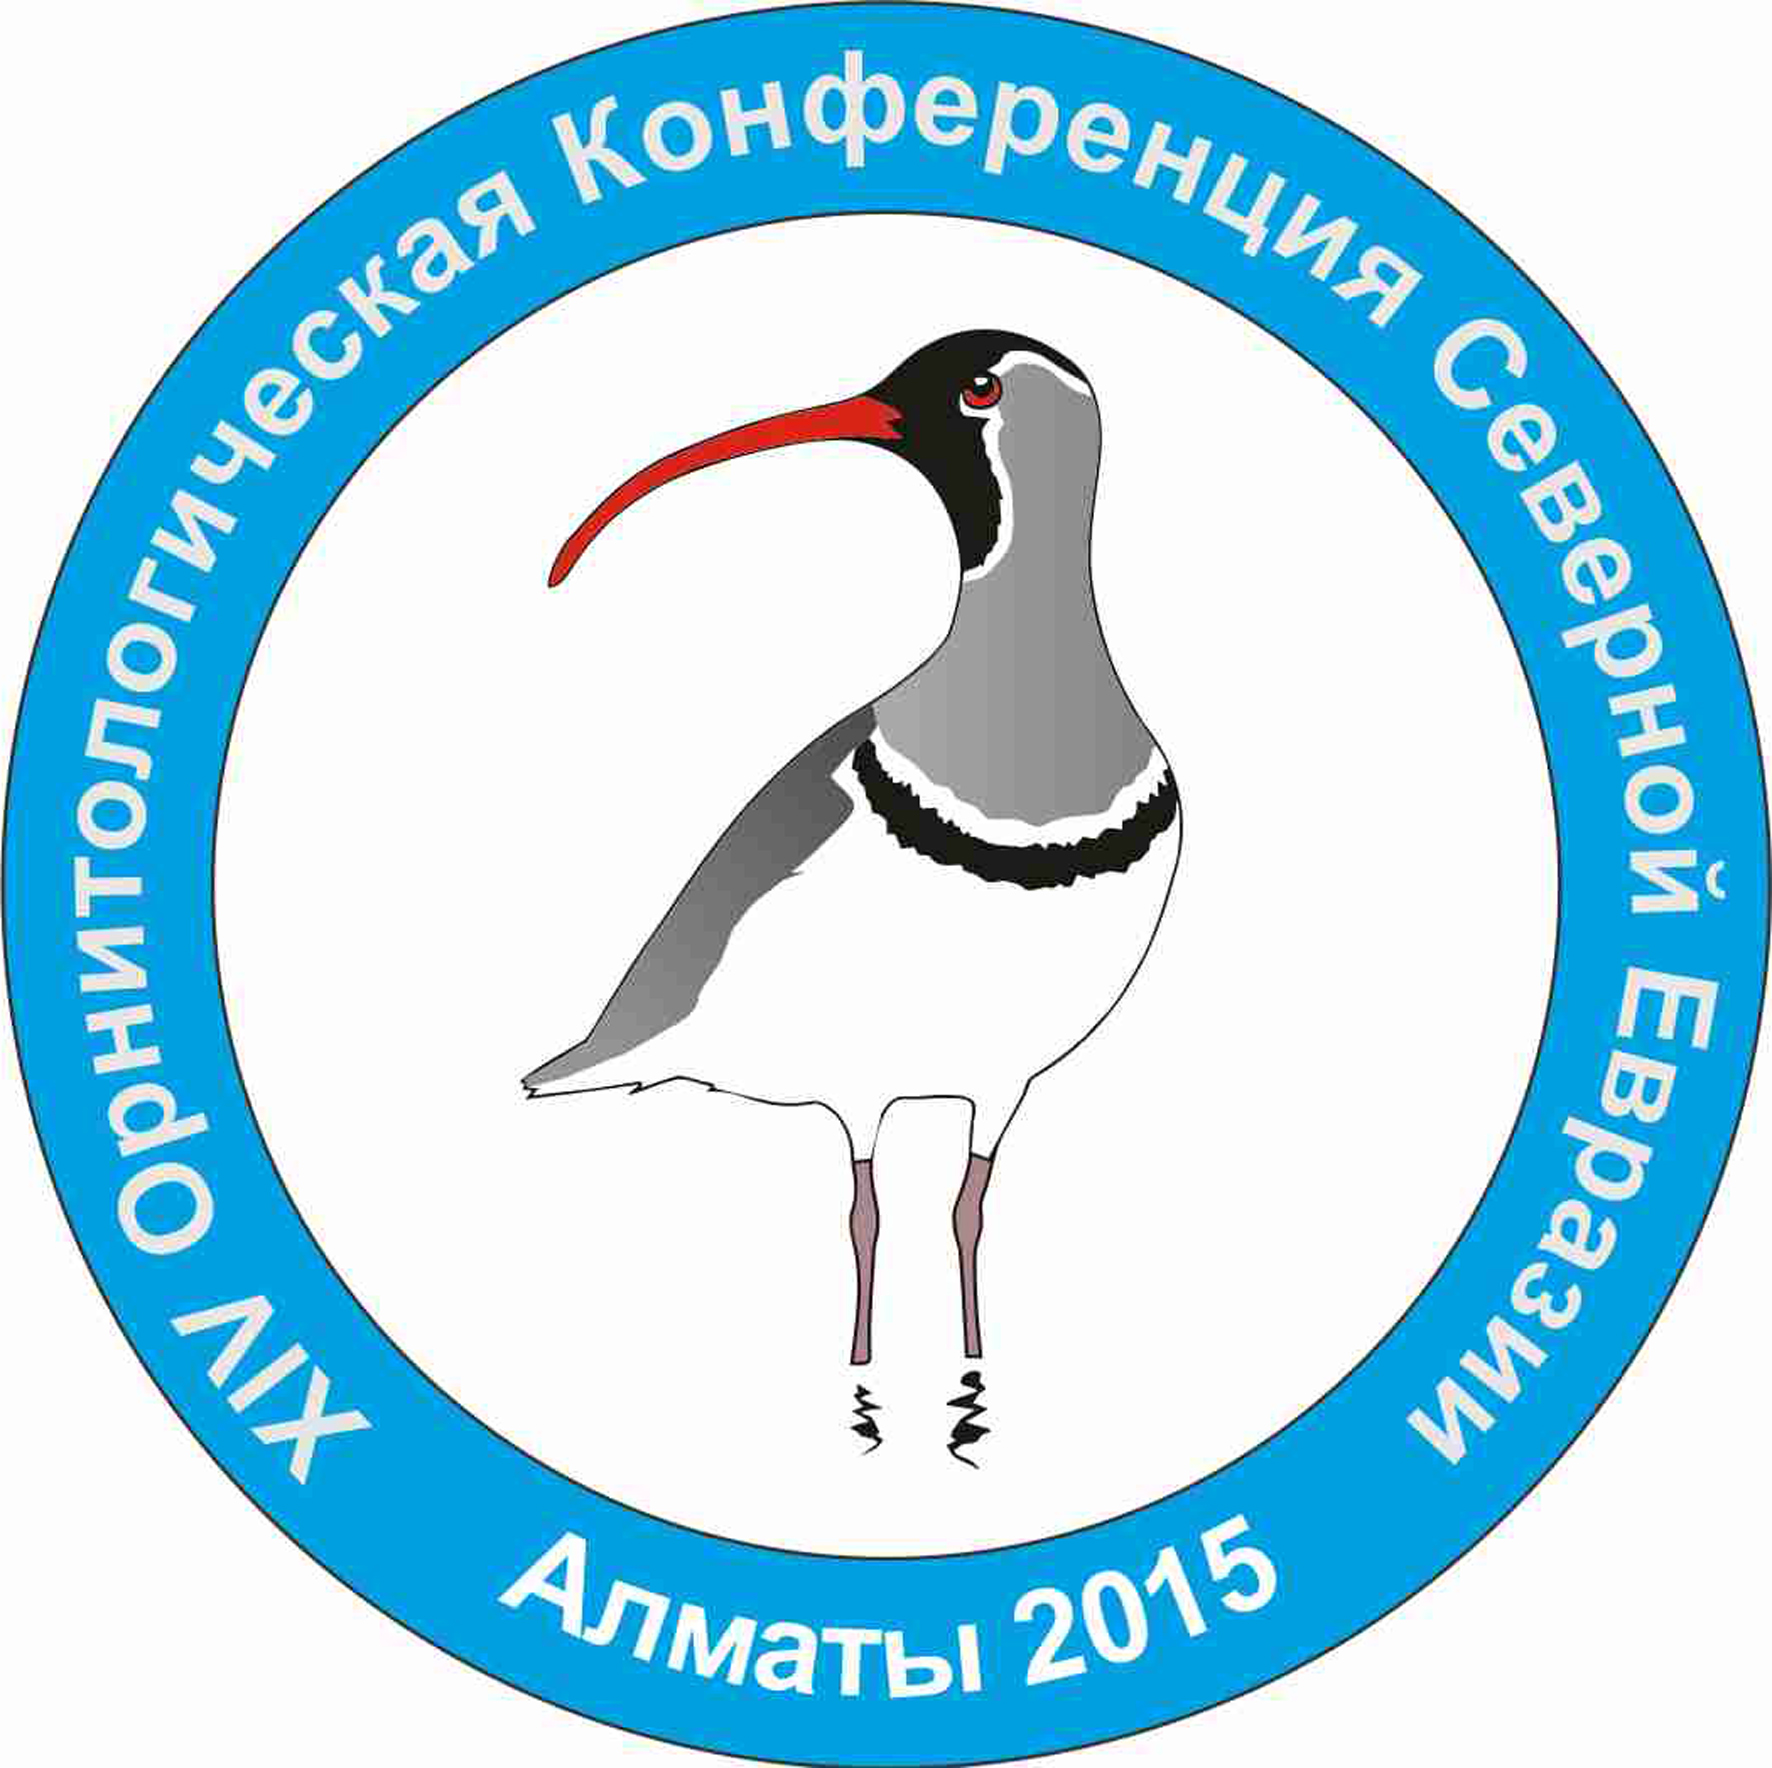 XIV Орнитологическая Конференция Северной Евразии
Алматы 2015